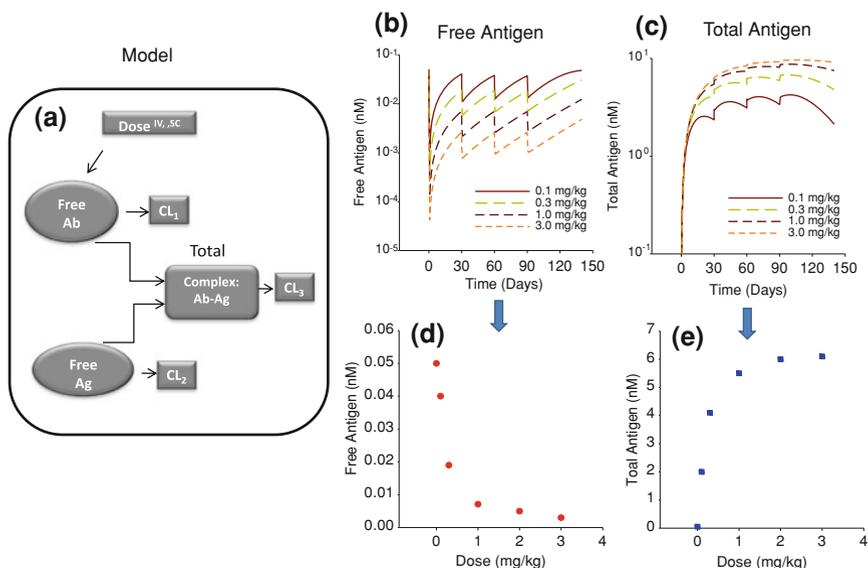 Model
(a)
Dose IV, ,SC
Free
Ab
CL1
Total
Complex:
Ab-Ag
CL3
Free
Ag
CL2
(b)
Free Antigen
10-1
10-2
10-3
10-4
10-5
Free Antigen (nM)
0.1 mg/kg
0.3 mg/kg
1.0 mg/kg
3.0 mg/kg
0 30 60 90 120 150
Time (Days)
(c)
Total Antigen
101
100
10-1
Total Antigen (nM)
0.1 mg/kg
0.3 mg/kg
1.0 mg/kg
3.0 mg/kg
0 30 60 90 120 150
Time (Days)
(d)
0.06
0.05
0.04
0.03
0.02
0.01
0.00
Free Antigen (nM)
0 1 2 3 4
Dose (mg/kg)
(e)
7
6
5
4
3
2
1
0
Toal Antigen (nM)
0 1 2 3 4
Dose (mg/kg)